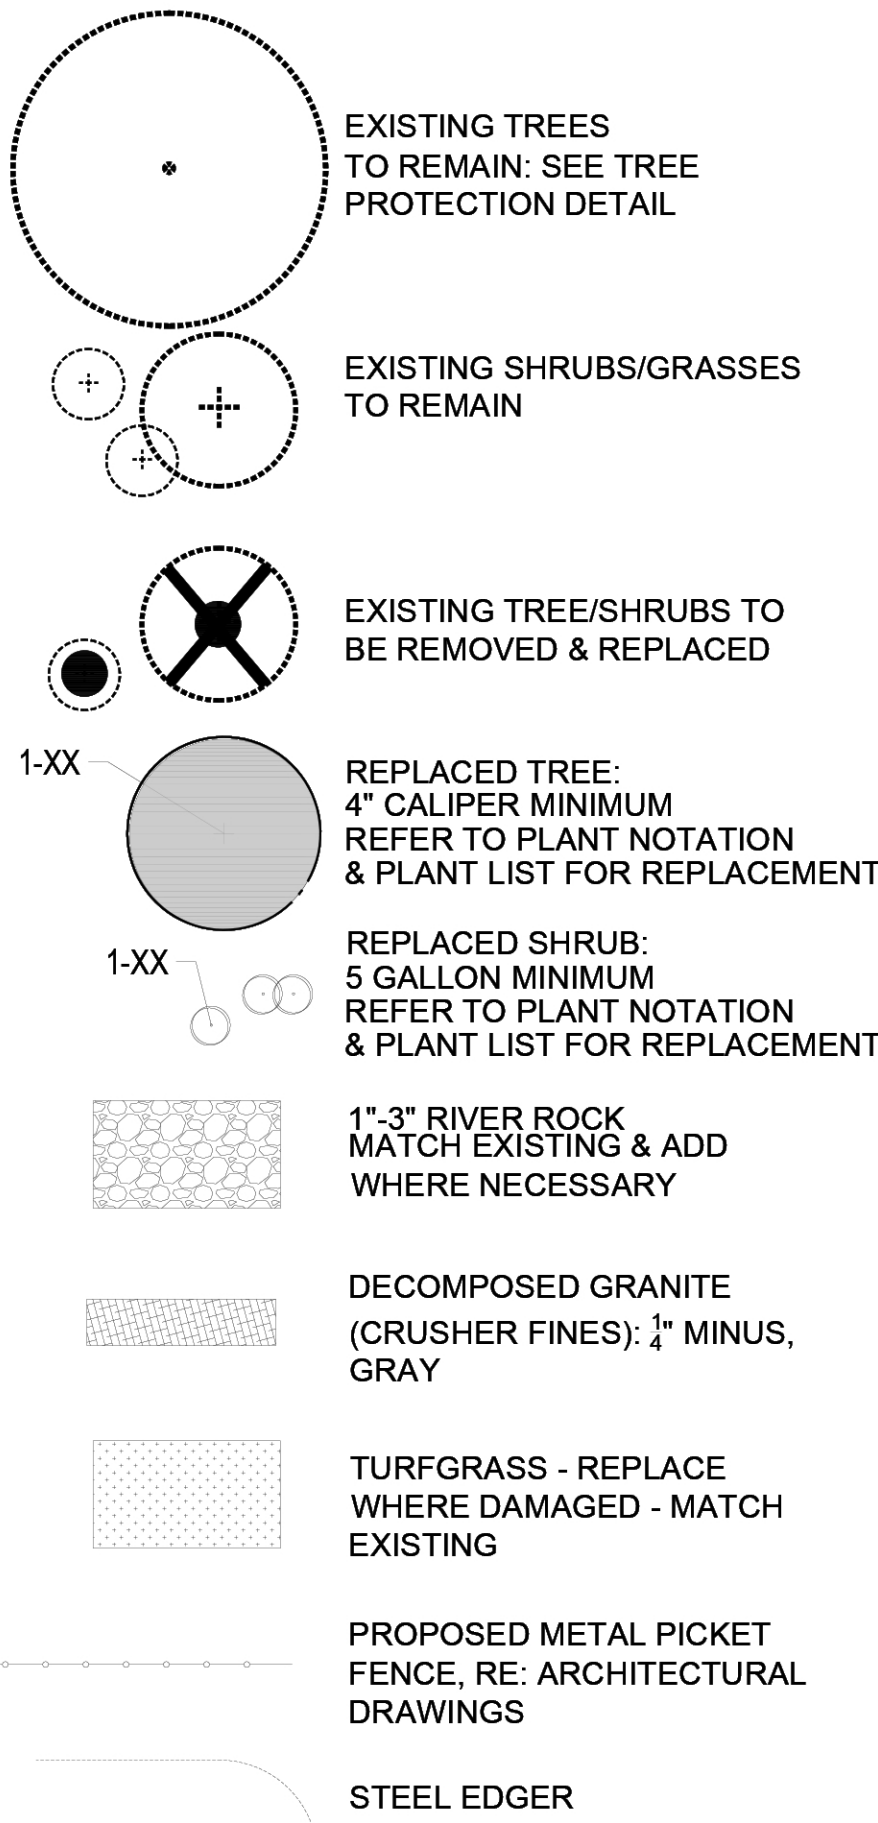 EXISTING TREES
TO REMAIN: SEE TREE
PROTECTION DETAIL
EXISTING SHRUBS/GRASSES
TO REMAIN
EXISTING TREE/SHRUBS TO
BE REMOVED & REPLACED
1-XX
REPLACED TREE:
4" CALIPER MINIMUM
REFER TO PLANT NOTATION
& PLANT LIST FOR REPLACEMENT
1-XX
REPLACED SHRUB:
5 GALLON MINIMUM
REFER TO PLANT NOTATION
& PLANT LIST FOR REPLACEMENT
1"-3" RIVER ROCK
MATCH EXISTING & ADD
WHERE NECESSARY
DECOMPOSED GRANITE
(CRUSHER FINES): 1/4" MINUS,
GRAY
TURFGRASS - REPLACE
WHERE DAMAGED - MATCH
EXISTING
PROPOSED METAL PICKET
FENCE, RE: ARCHITECTURAL
DRAWINGS
STEEL EDGER